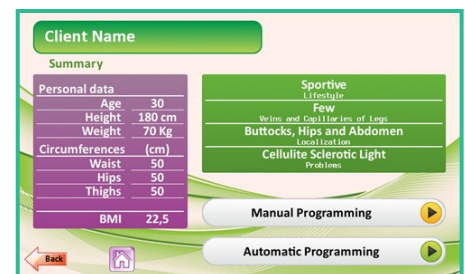 Client Name
Summary
Personal data
Age 30
Height 180 cm
Weight 70 Kg
Circumferences (cm)
Waist 50
Hips 50
Thighs 50
BMI 22,5
Sportive
Lifestyle
Few
Veins and Capillaries of Legs
Buttocks, Hips and Abdomen
Localization
Cellulite Sclerotic Light
Problems
Manual Programming
Automatic Programming
Back